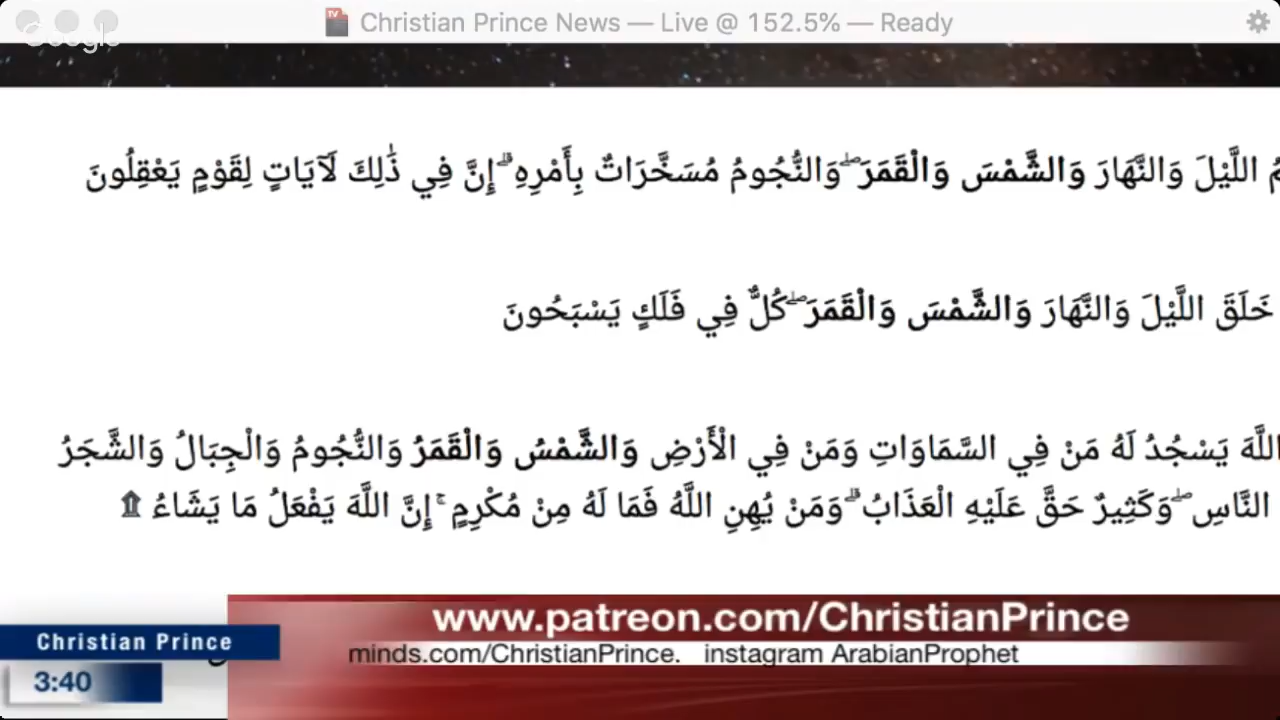 Christian Prince News — Live @ 152.5% — Ready
Google
اللَّيْلَ وَالنَّهَارَ وَالشَّمْسَ وَالْقَمَرَ ۖ وَالنُّجُومُ مُسَخَّرَاتٌ بِأَمْرِهِ ۗ إِنَّ فِي ذَٰلِكَ لَآيَاتٍ لِقَوْمٍ يَعْقِلُونَ
خَلَقَ اللَّيْلَ وَالنَّهَارَ وَالشَّمْسَ وَالْقَمَرَ ۖ كُلٌّ فِي فَلَكٍ يَسْبَحُونَ
اللَّهَ يَسْجُدُ لَهُ مَنْ فِي السَّمَاوَاتِ وَمَنْ فِي الْأَرْضِ وَالشَّمْسُ وَالْقَمَرُ وَالنُّجُومُ وَالْجِبَالُ وَالشَّجَرُ
النَّاسِ ۖ وَكَثِيرٌ حَقَّ عَلَيْهِ الْعَذَابُ ۗ وَمَنْ يُهِنِ اللَّهُ فَمَا لَهُ مِنْ مُكْرِمٍ ۚ إِنَّ اللَّهَ يَفْعَلُ مَا يَشَاءُ ۩
www.patreon.com/ChristianPrince
Christian Prince
minds.com/ChristianPrince. instagram ArabianProphet
3:40